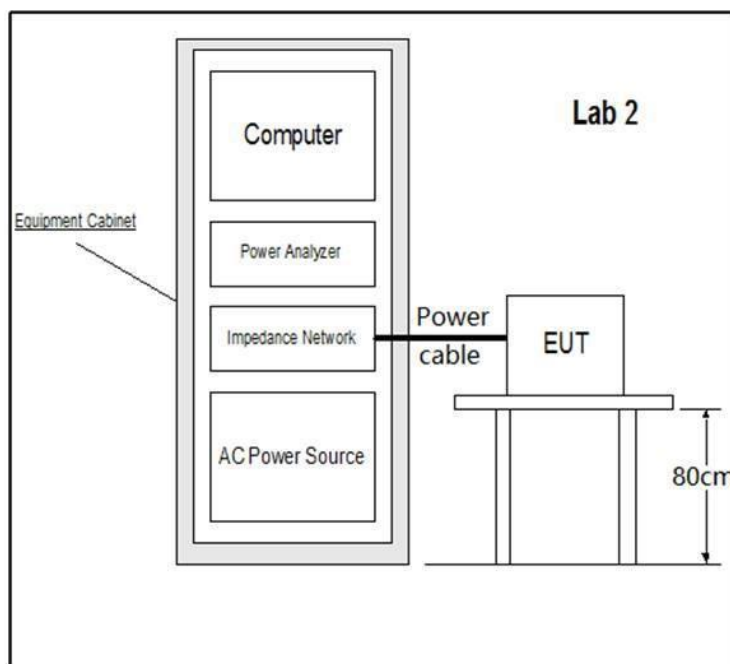 Lab 2
Computer
Equipment Cabinet
Power Analyzer
Impedance Network
Power
cable
EUT
AC Power Source
80cm